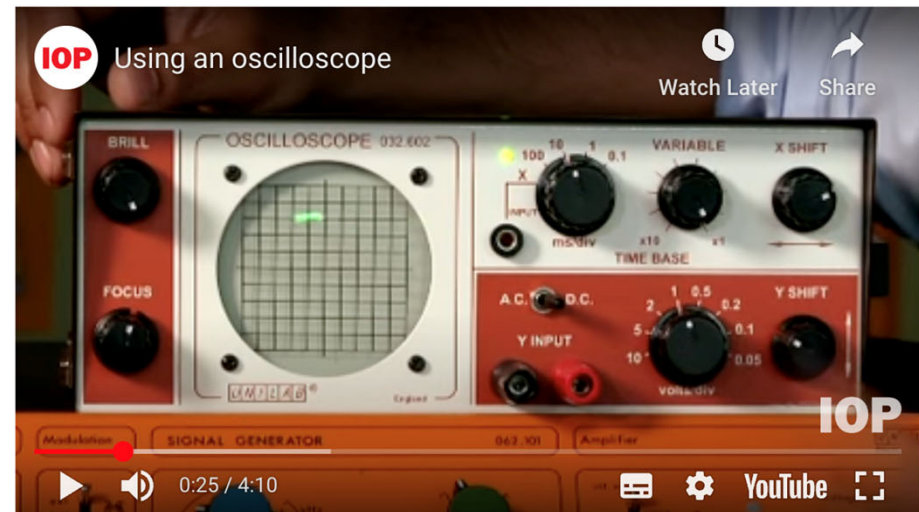 IOP Using an oscilloscope
Watch Later Share
BRILL
OSCILLOSCOPE 032.602
FOCUS
UNILAB®
England
100 10 1 0.1
X
INPUT
ms/div
VARIABLE
x10 x1
TIME BASE
X SHIFT
A.C. D.C.
Y INPUT
10 5 2 1 0.5 0.2 0.1 0.05
volts/div
Y SHIFT
IOP
Modulation
SIGNAL GENERATOR 062.101
Amplifier
0:25 / 4:10
YouTube